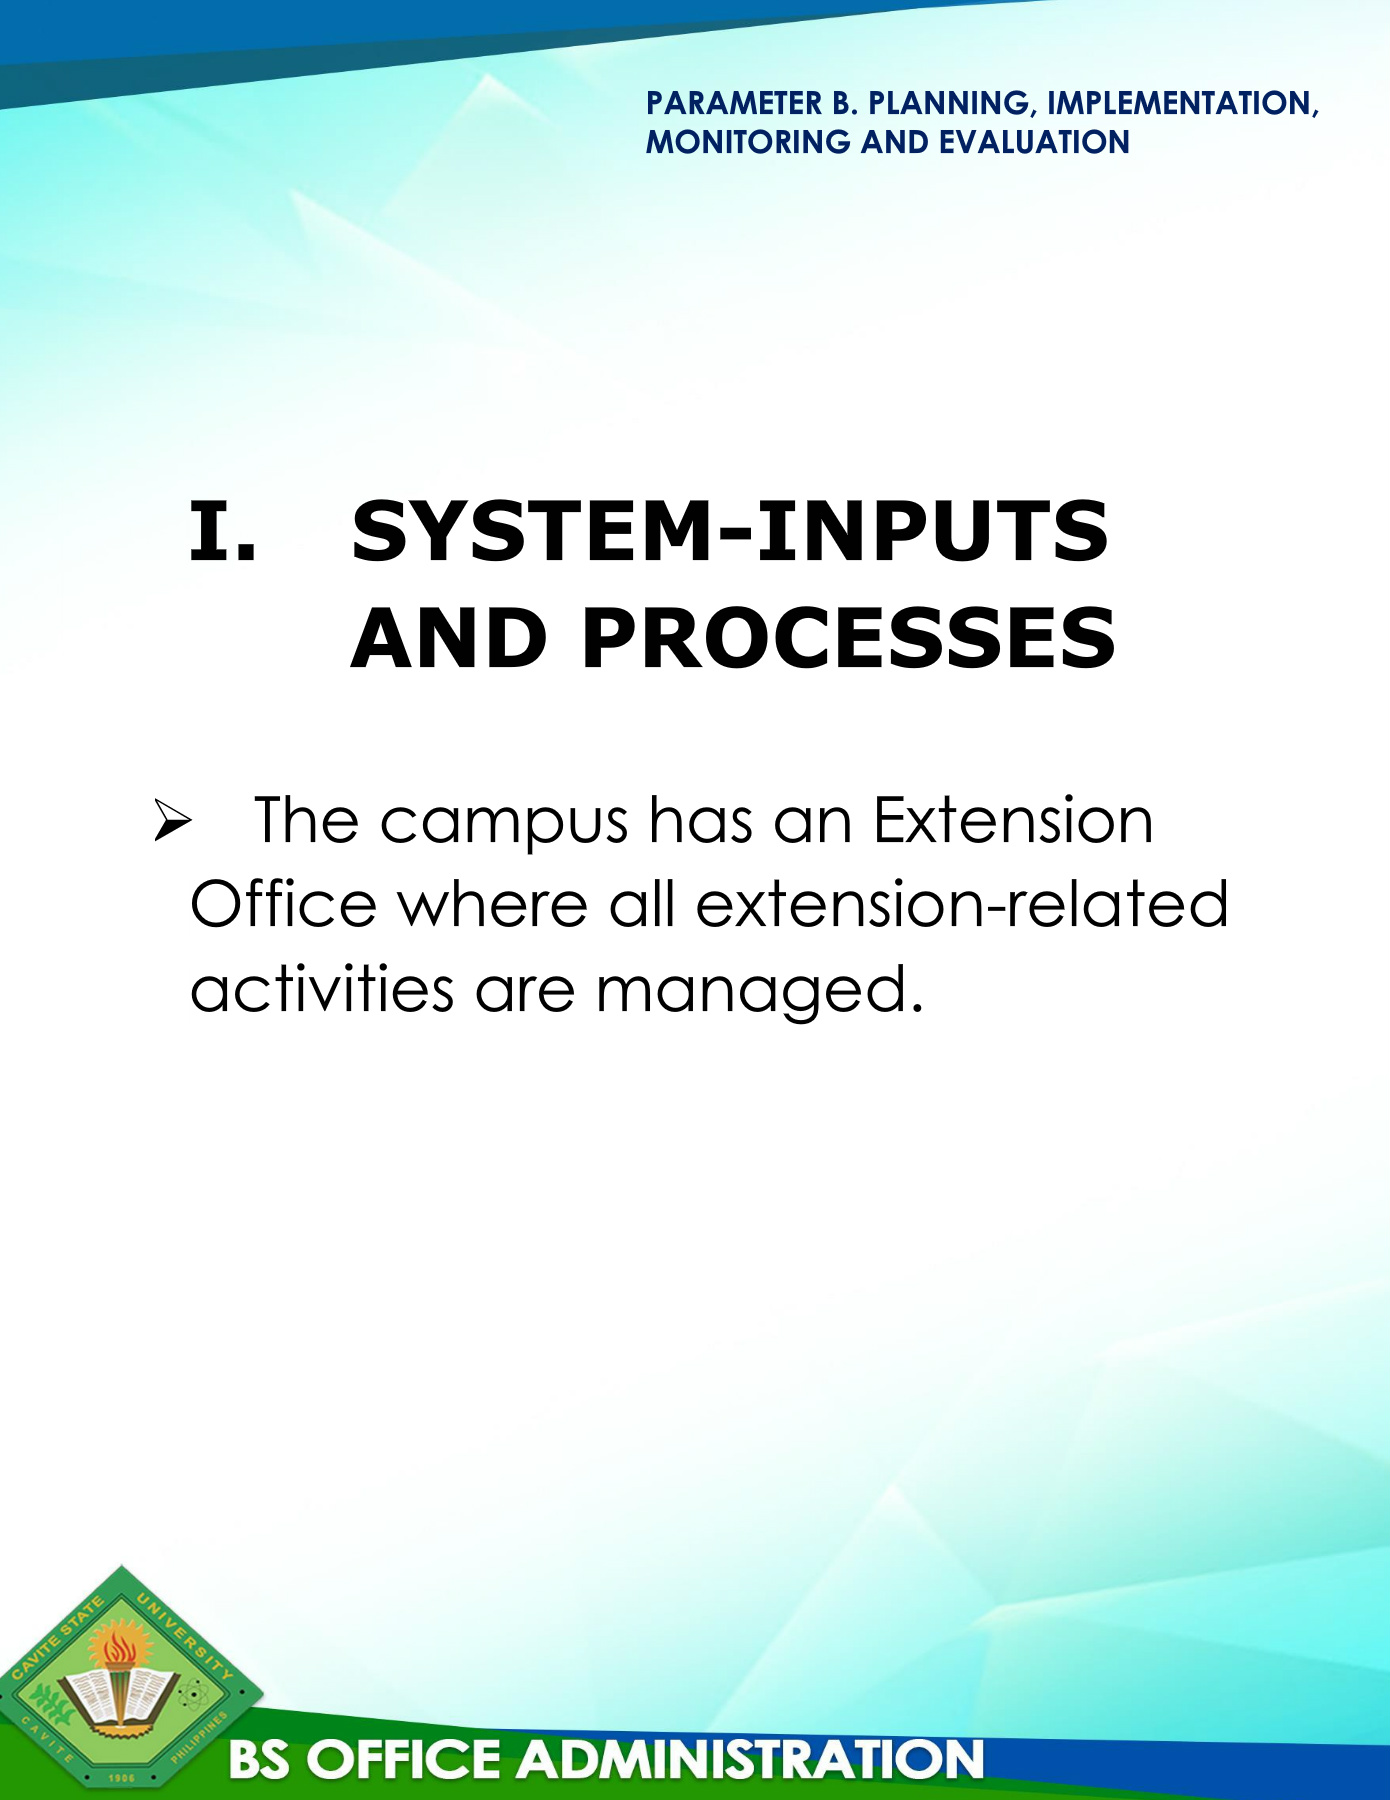 PARAMETER B. PLANNING, IMPLEMENTATION,
MONITORING AND EVALUATION
I. SYSTEM-INPUTS
AND PROCESSES
➢ The campus has an Extension
Office where all extension-related
activities are managed.
CAVITE STATE UNIVERSITY
CAVITE
PHILIPPINES
1906
BS OFFICE ADMINISTRATION